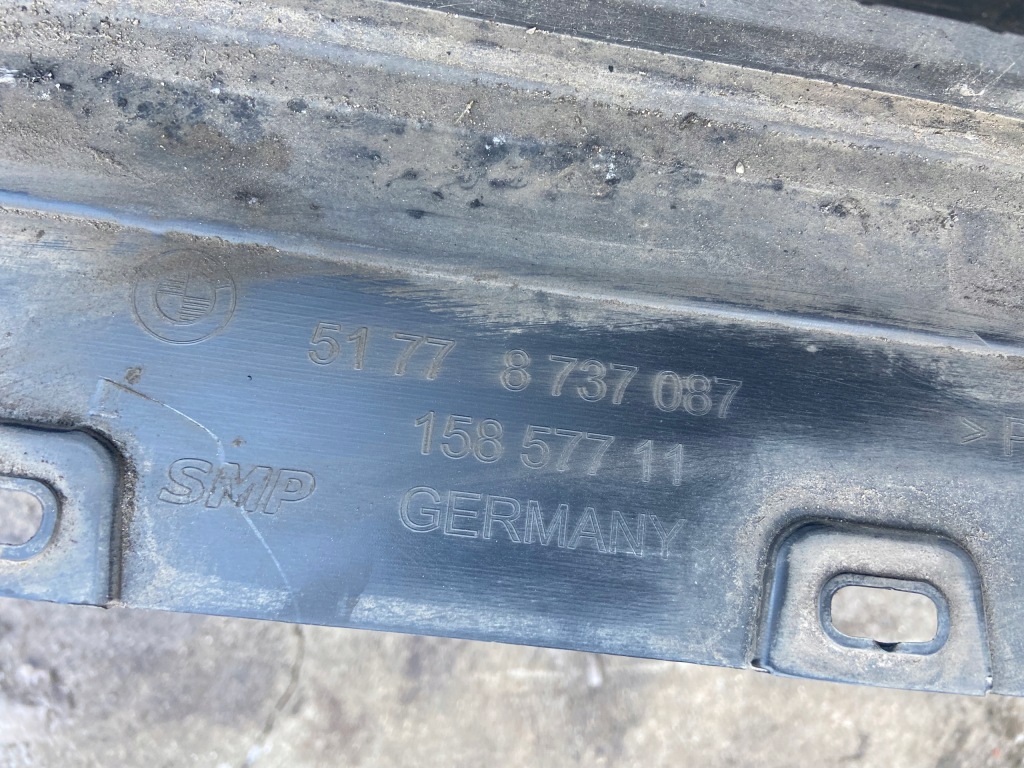 51 77 8 737 087
158 577 11
SMP
GERMANY
>P